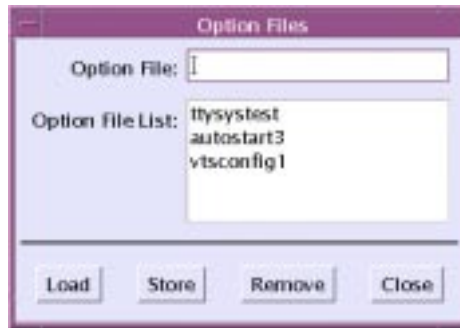 Option Files
Option File:
Option File List:
ttysystest
autostart3
vtsconfig1
Load Store Remove Close